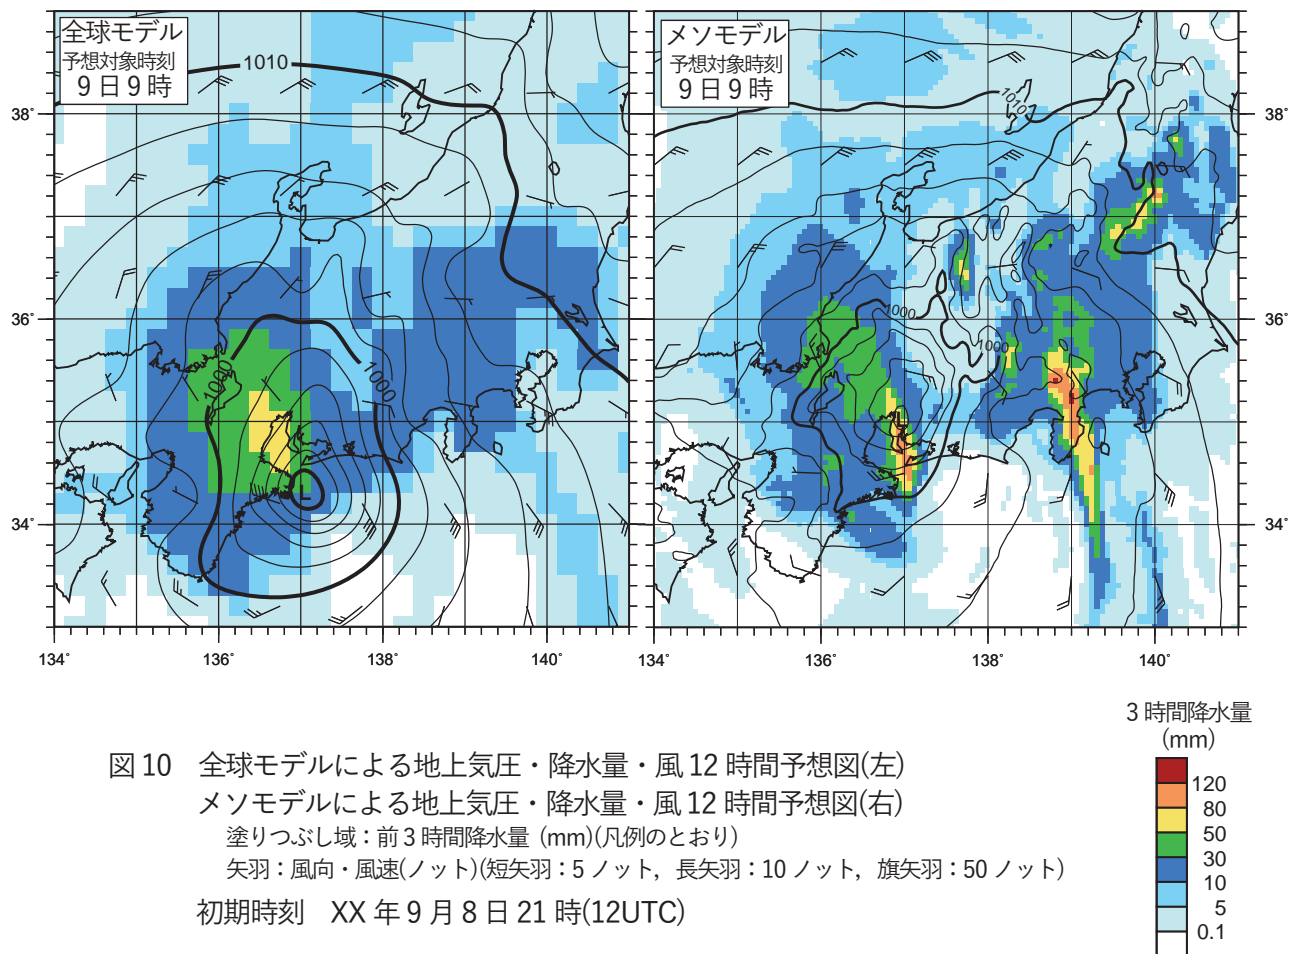 全球モデル
予想対象時刻
9日9時
メソモデル
予想対象時刻
9日9時
1010
1000
1000
L
38°
36°
34°
134°
136°
138°
140°
1010
1000
1000
38°
36°
34°
134°
136°
138°
140°
3時間降水量
(mm)
120
80
50
30
10
5
0.1
図10 全球モデルによる地上気圧・降水量・風12時間予想図(左)
メソモデルによる地上気圧・降水量・風12時間予想図(右)
塗りつぶし域：前3時間降水量 (mm)(凡例のとおり)
矢羽：風向・風速(ノット)(短矢羽：5ノット，長矢羽：10ノット，旗矢羽：50ノット)
初期時刻 XX年9月8日21時(12UTC)